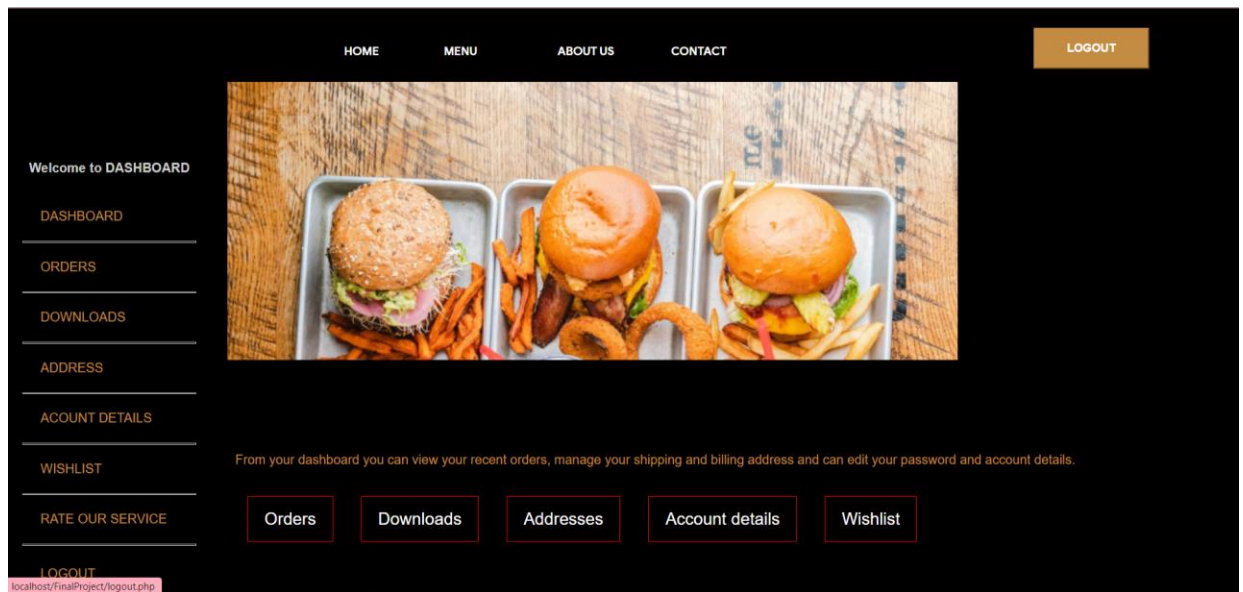 HOME MENU ABOUT US CONTACT LOGOUT
Welcome to DASHBOARD
DASHBOARD
ORDERS
DOWNLOADS
ADDRESS
ACOUNT DETAILS
WISHLIST
RATE OUR SERVICE
LOGOUT
From your dashboard you can view your recent orders, manage your shipping and billing address and can edit your password and account details.
Orders Downloads Addresses Account details Wishlist
localhost/FinalProject/logout.php